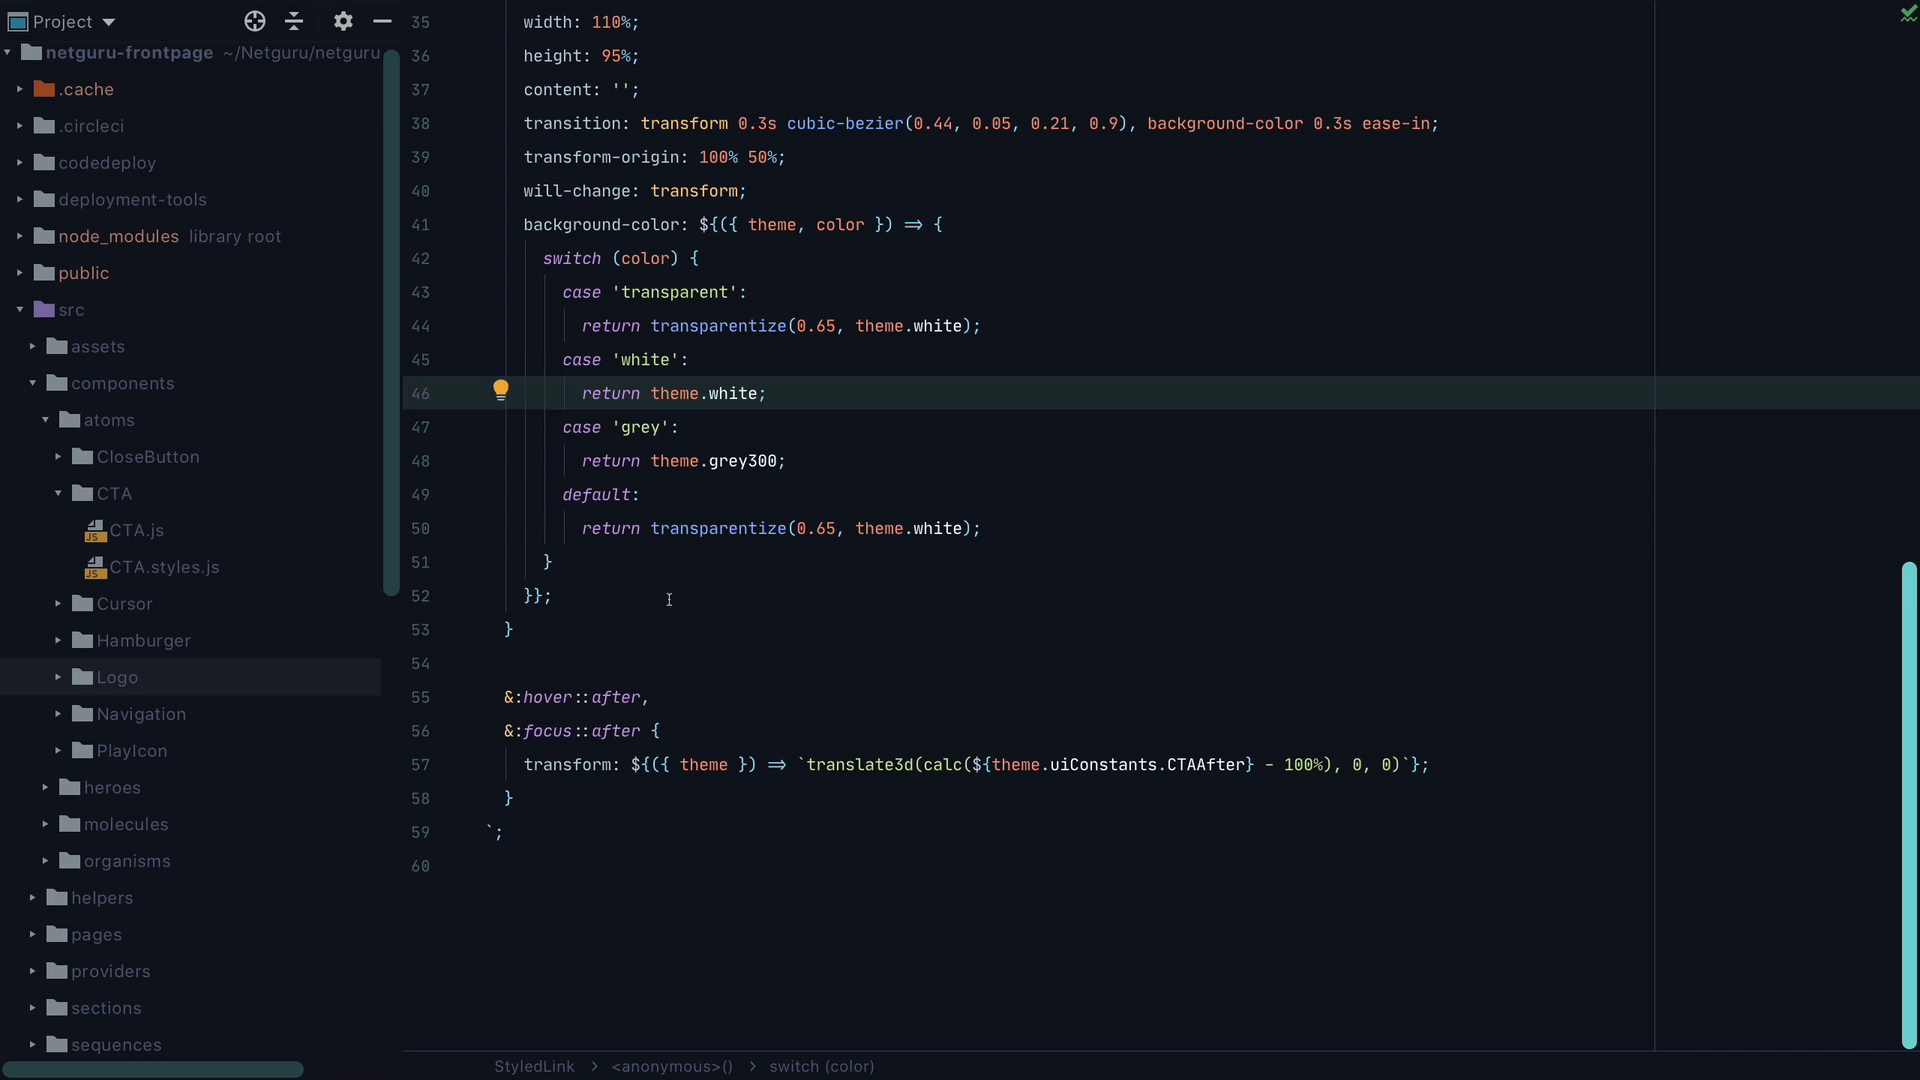 Project
netguru-frontpage ~/Netguru/netguru
.cache
.circleci
codedeploy
deployment-tools
node_modules library root
public
src
assets
components
atoms
CloseButton
CTA
CTA.js
CTA.styles.js
Cursor
Hamburger
Logo
Navigation
PlayIcon
heroes
molecules
organisms
helpers
pages
providers
sections
sequences
35 width: 110%;
36 height: 95%;
37 content: '';
38 transition: transform 0.3s cubic-bezier(0.44, 0.05, 0.21, 0.9), background-color 0.3s ease-in;
39 transform-origin: 100% 50%;
40 will-change: transform;
41 background-color: ${({ theme, color }) => {
42 switch (color) {
43 case 'transparent':
44 return transparentize(0.65, theme.white);
45 case 'white':
46 return theme.white;
47 case 'grey':
48 return theme.grey300;
49 default:
50 return transparentize(0.65, theme.white);
51 }
52 }};
53 }
54
55 &:hover::after,
56 &:focus::after {
57 transform: ${({ theme }) => `translate3d(calc(${theme.uiConstants.CTAAfter} - 100%), 0, 0)`};
58 }
59 `;
60
StyledLink > <anonymous>() > switch (color)